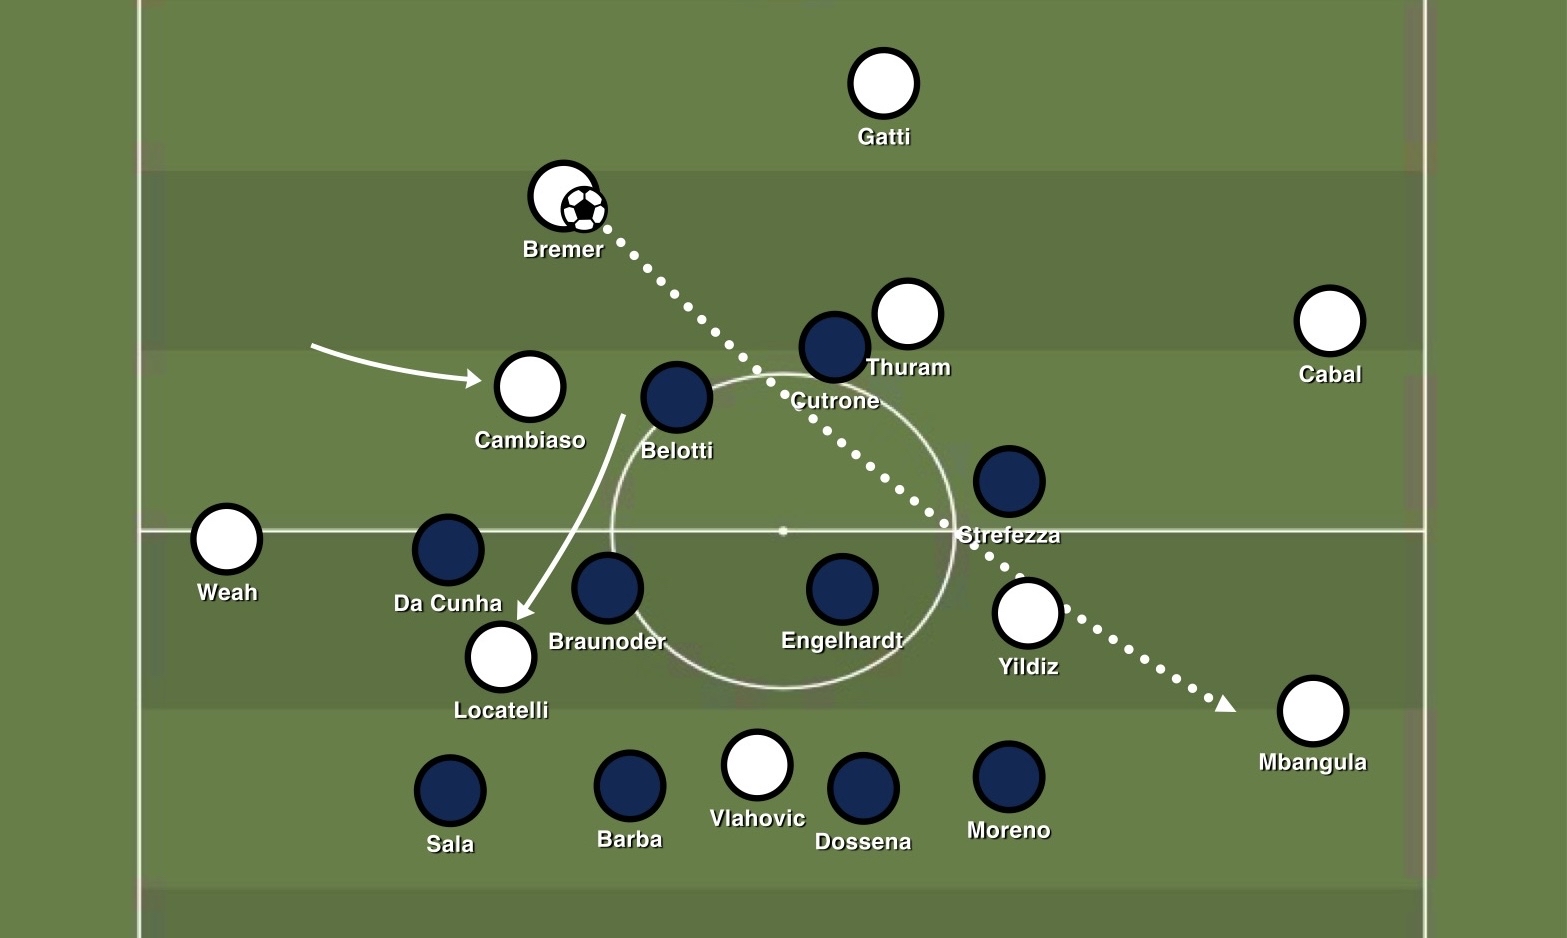 Gatti
Bremer
Thuram
Cabal
Cutrone
Cambiaso
Belotti
Strefezza
Weah
Da Cunha
Braunoder
Engelhardt
Yildiz
Locatelli
Mbangula
Vlahovic
Moreno
Barba
Dossena
Sala